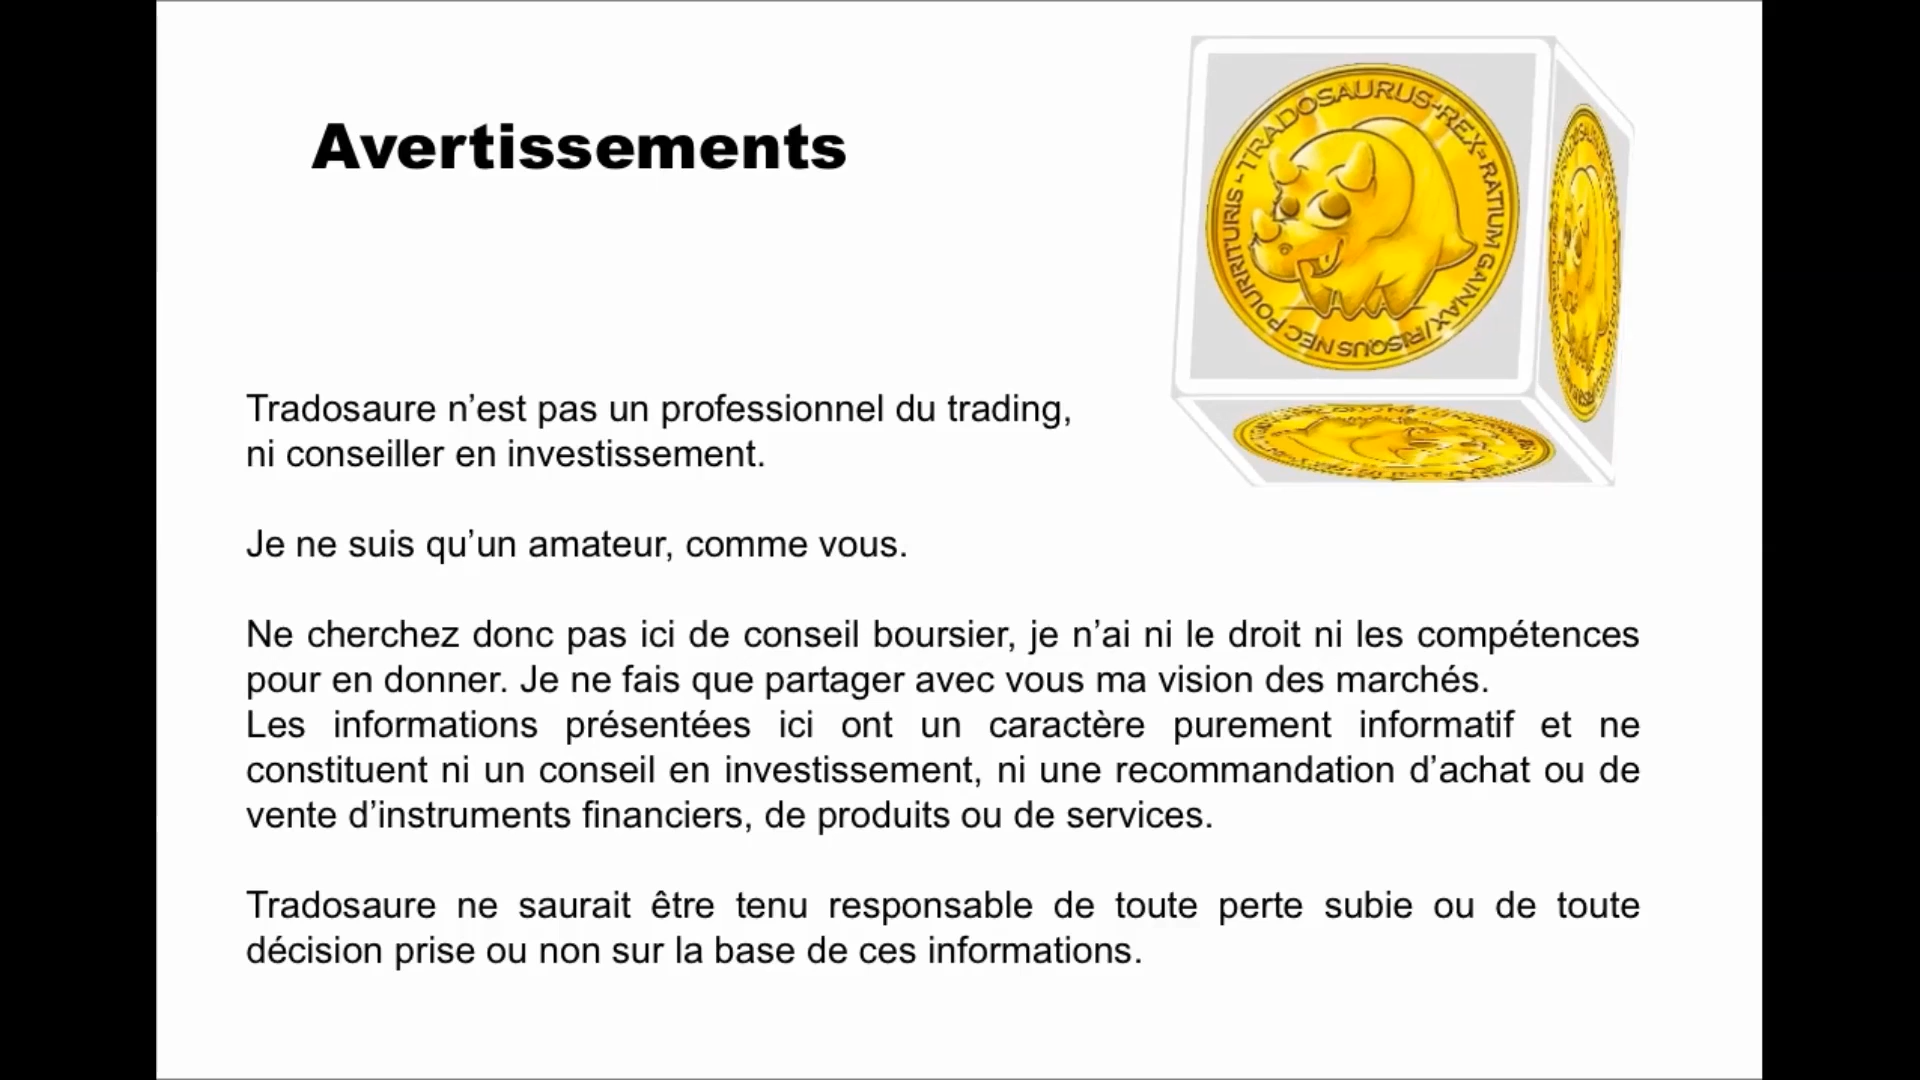 Avertissements
TRADOSAURUS-REX-RATIUM GAINAX/RISQUS NEC POURRITURIS -
Tradosaure n’est pas un professionnel du trading,
ni conseiller en investissement.
Je ne suis qu’un amateur, comme vous.
Ne cherchez donc pas ici de conseil boursier, je n’ai ni le droit ni les compétences
pour en donner. Je ne fais que partager avec vous ma vision des marchés.
Les informations présentées ici ont un caractère purement informatif et ne
constituent ni un conseil en investissement, ni une recommandation d’achat ou de
vente d’instruments financiers, de produits ou de services.
Tradosaure ne saurait être tenu responsable de toute perte subie ou de toute
décision prise ou non sur la base de ces informations.